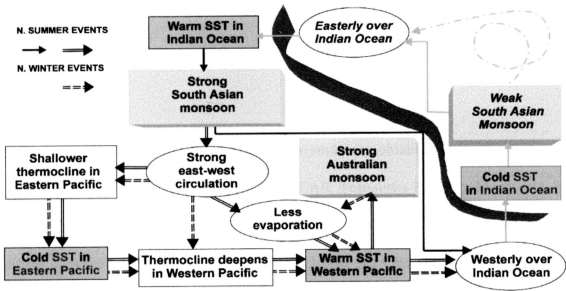 N. SUMMER EVENTS
N. WINTER EVENTS
Warm SST in
Indian Ocean
Easterly over
Indian Ocean
Strong
South Asian
monsoon
Weak
South Asian
Monsoon
Shallower
thermocline in
Eastern Pacific
Strong
east-west
circulation
Strong
Australian
monsoon
Cold SST
in Indian Ocean
Less
evaporation
Cold SST in
Eastern Pacific
Thermocline deepens
in Western Pacific
Warm SST in
Western Pacific
Westerly over
Indian Ocean